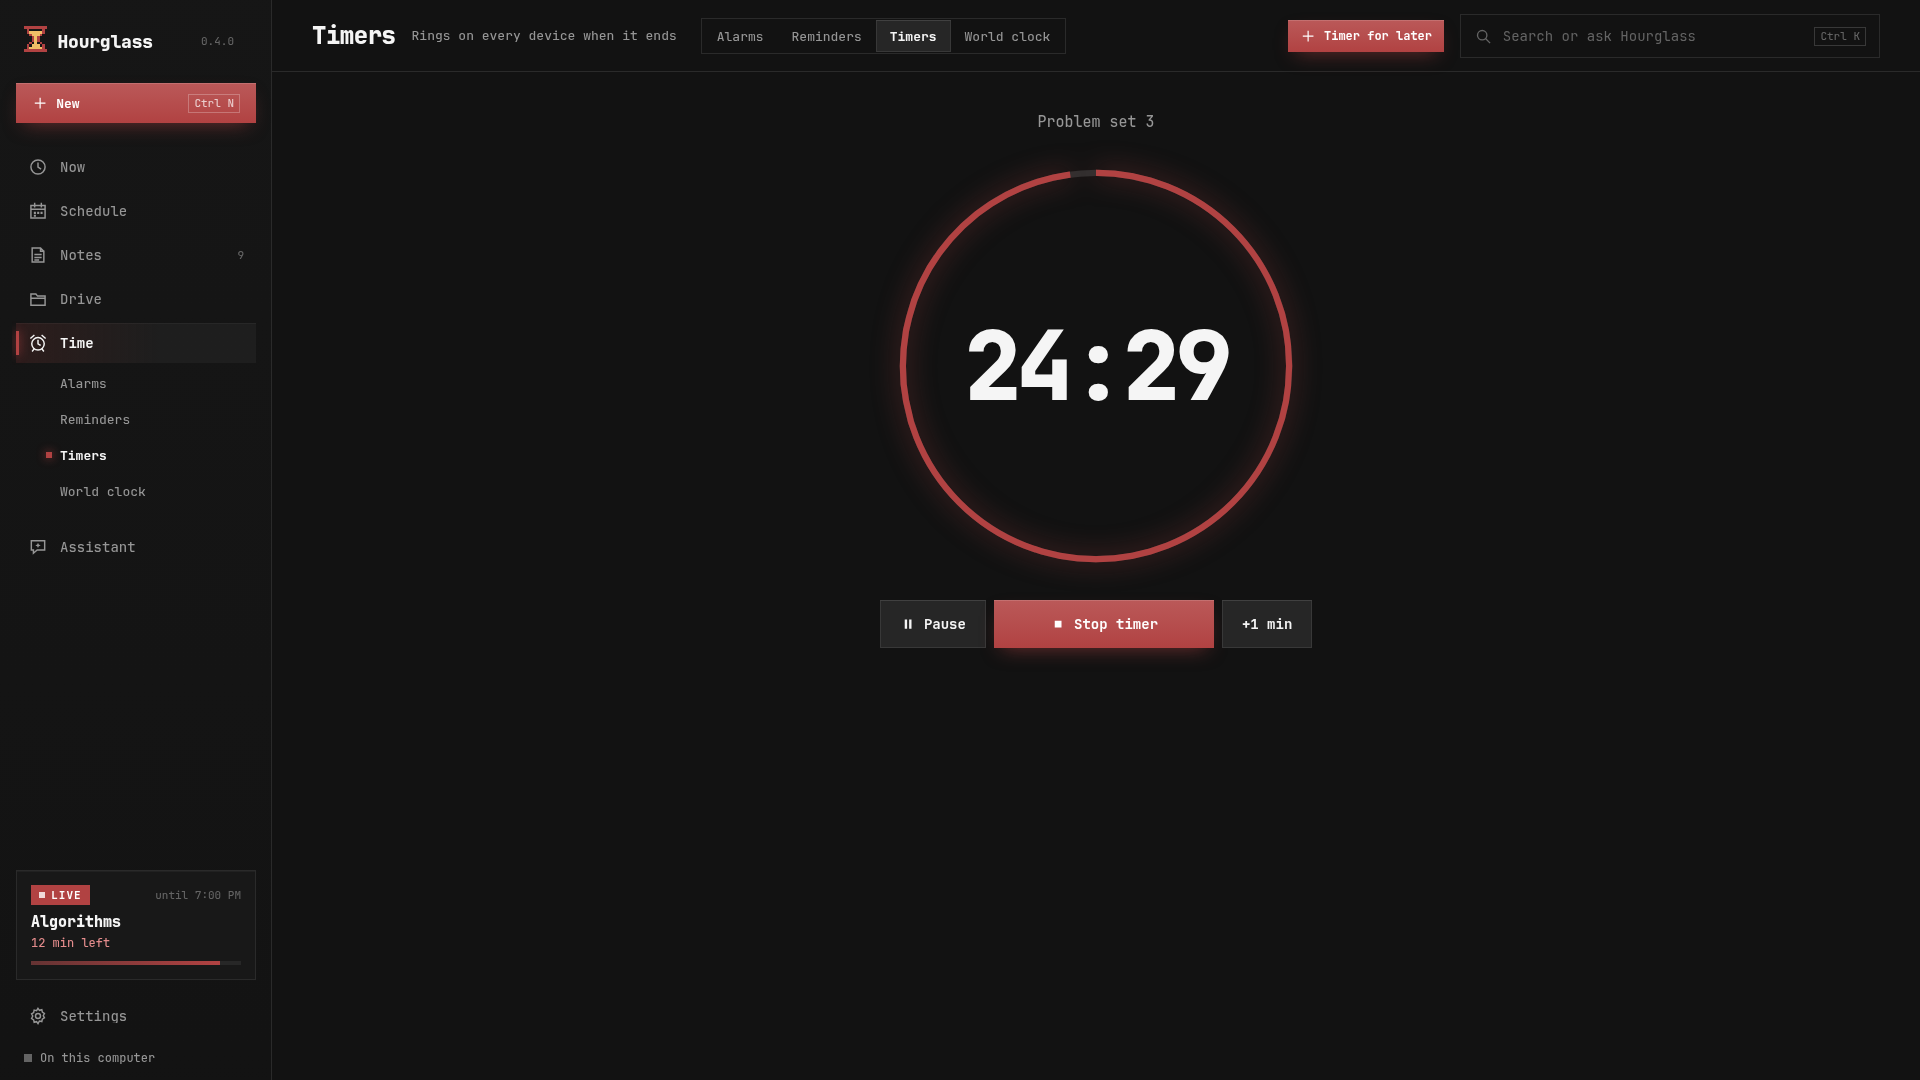 Hourglass
0.4.0
New
Ctrl N
Now
Schedule
Notes
9
Drive
Time
Alarms
Reminders
Timers
World clock
Assistant
LIVE
until 7:00 PM
Algorithms
12 min left
Settings
On this computer
Timers
Rings on every device when it ends
Alarms
Reminders
Timers
World clock
Timer for later
Search or ask Hourglass
Ctrl K
Problem set 3
24:29
Pause
Stop timer
+1 min